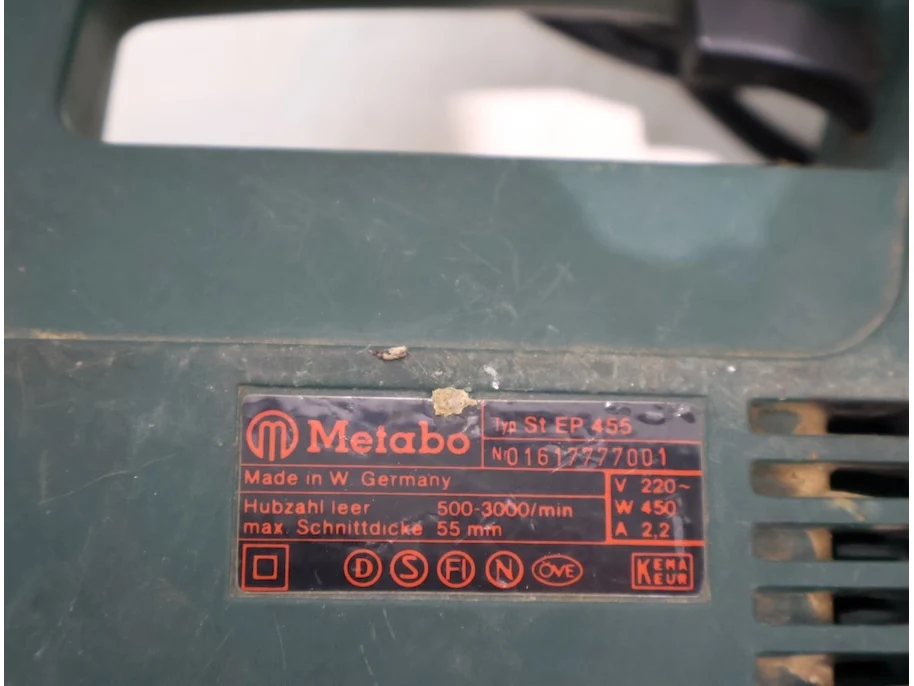 Metabo
Typ St EP 455
No 01617777001
Made in W. Germany
Hubzahl leer 500-3000/min
max. Schnittdicke 55 mm
V 220~
W 450
A 2,2
D S FI N ÖVE
KEMA
KEUR